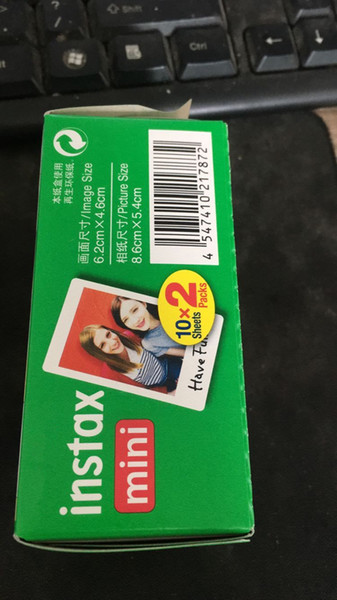 本纸盒使用
再生环保纸
画面尺寸/Image Size
6.2cm×4.6cm
相纸尺寸/Picture Size
8.6cm×5.4cm
4 547410 217872
10×2
Sheets Packs
Have Fu
instax
mini
Ctrl